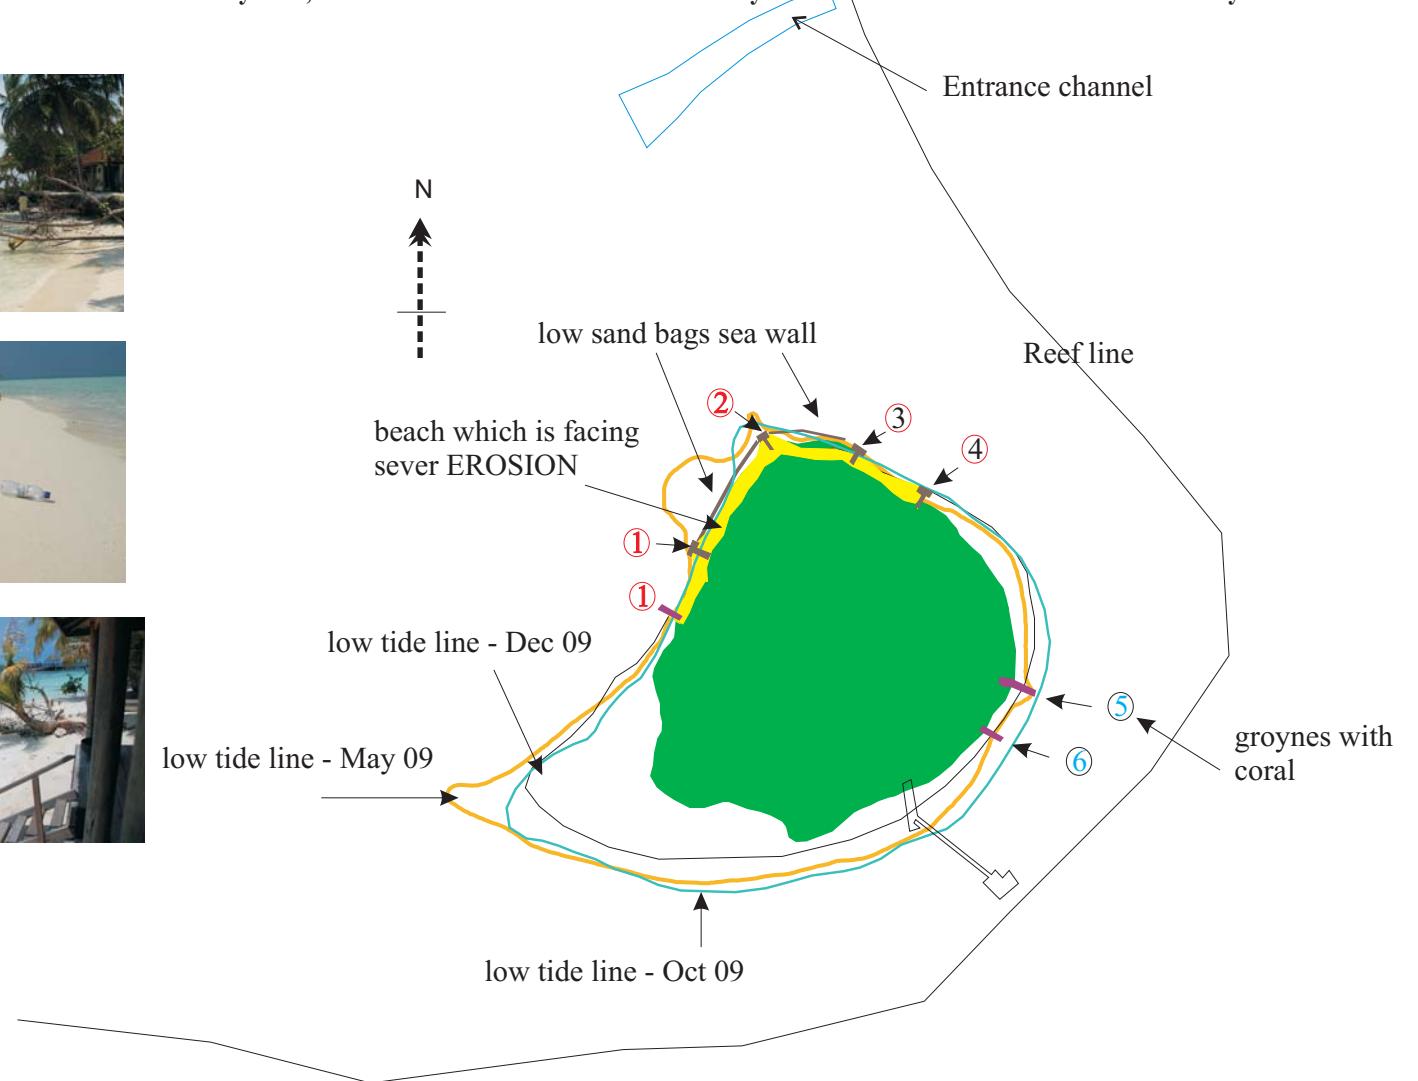 Entrance channel
N
low sand bags sea wall
Reef line
②
③
beach which is facing
sever EROSION
④
①
①
low tide line - Dec 09
⑤
low tide line - May 09
groynes with
coral
⑥
low tide line - Oct 09